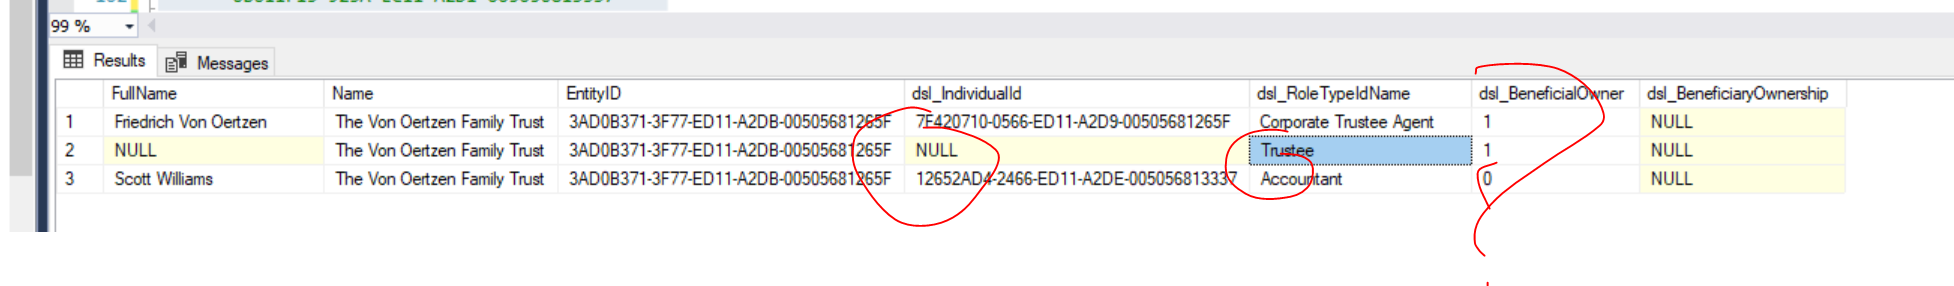 99 %
Results Messages
FullName Name EntityID dsl_IndividualId dsl_RoleTypeIdName dsl_BeneficialOwner dsl_BeneficiaryOwnership
1 Friedrich Von Oertzen The Von Oertzen Family Trust 3AD0B371-3F77-ED11-A2DB-00505681265F 7E420710-0566-ED11-A2D9-00505681265F Corporate Trustee Agent 1 NULL
2 NULL The Von Oertzen Family Trust 3AD0B371-3F77-ED11-A2DB-00505681265F NULL Trustee 1 NULL
3 Scott Williams The Von Oertzen Family Trust 3AD0B371-3F77-ED11-A2DB-00505681265F 12652AD4-2466-ED11-A2DE-005056813337 Accountant 0 NULL